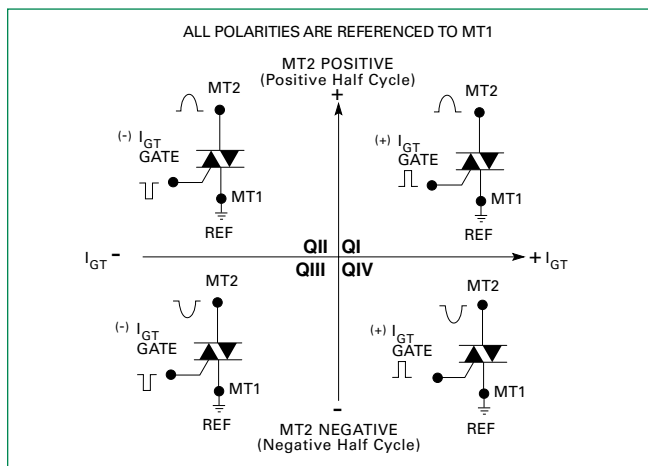 ALL POLARITIES ARE REFERENCED TO MT1
MT2 POSITIVE
(Positive Half Cycle)
+
MT2
(-) IGT
GATE
MT1
REF
MT2
(+) IGT
GATE
MT1
REF
IGT -
QII QI
QIII QIV
+ IGT
MT2
(-) IGT
GATE
MT1
REF
MT2
(+) IGT
GATE
MT1
REF
-
MT2 NEGATIVE
(Negative Half Cycle)